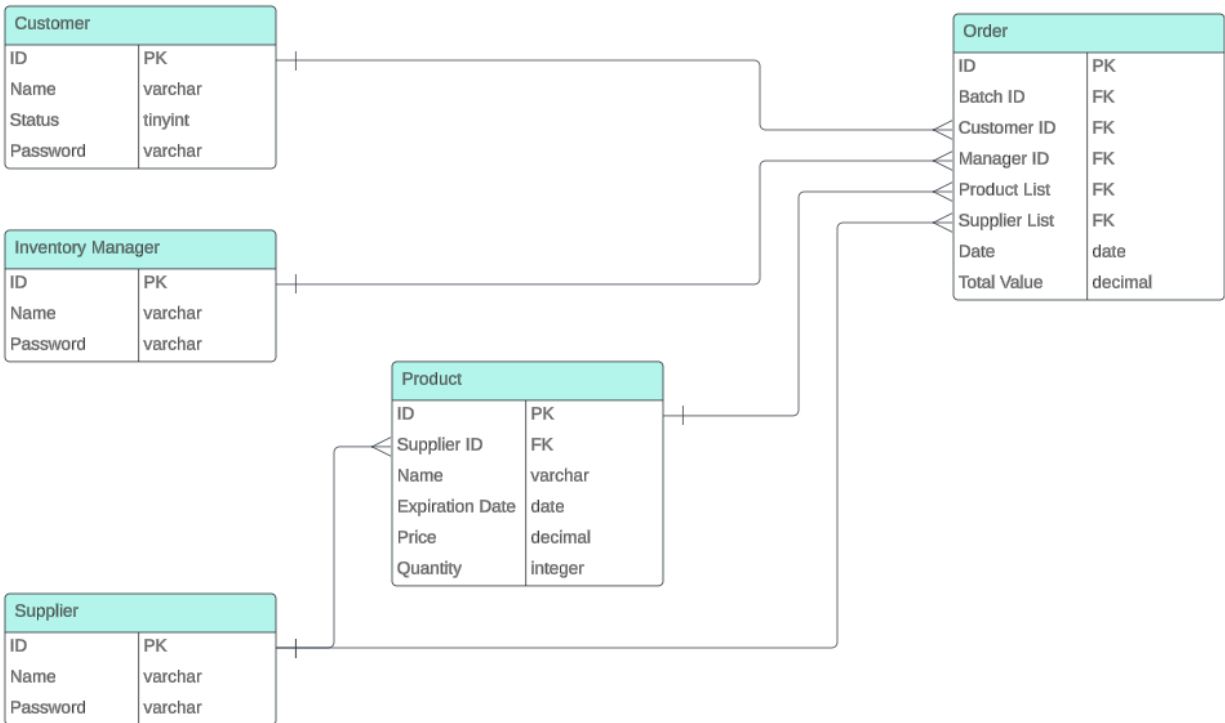 Customer
ID PK
Name varchar
Status tinyint
Password varchar
Order
ID PK
Batch ID FK
Customer ID FK
Manager ID FK
Product List FK
Supplier List FK
Date date
Total Value decimal
Inventory Manager
ID PK
Name varchar
Password varchar
Product
ID PK
Supplier ID FK
Name varchar
Expiration Date date
Price decimal
Quantity integer
Supplier
ID PK
Name varchar
Password varchar